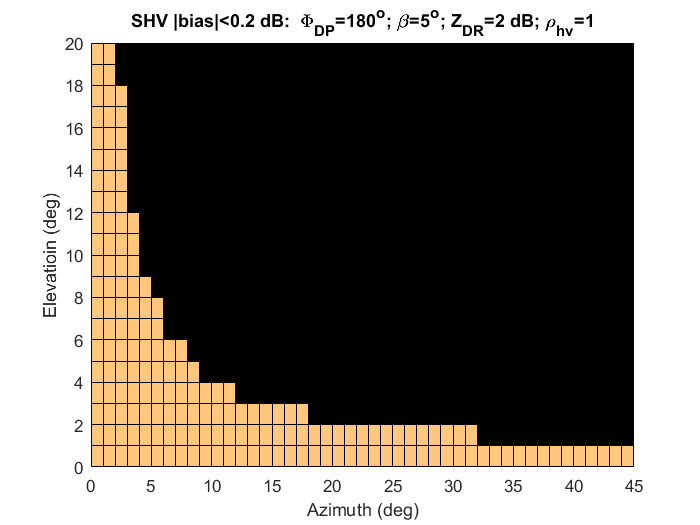 SHV |bias|<0.2 dB: Φ_DP=180°; β=5°; Z_DR=2 dB; ρ_hv=1
20
18
16
14
12
10
8
6
4
2
0
Elevatioin (deg)
0 5 10 15 20 25 30 35 40 45
Azimuth (deg)